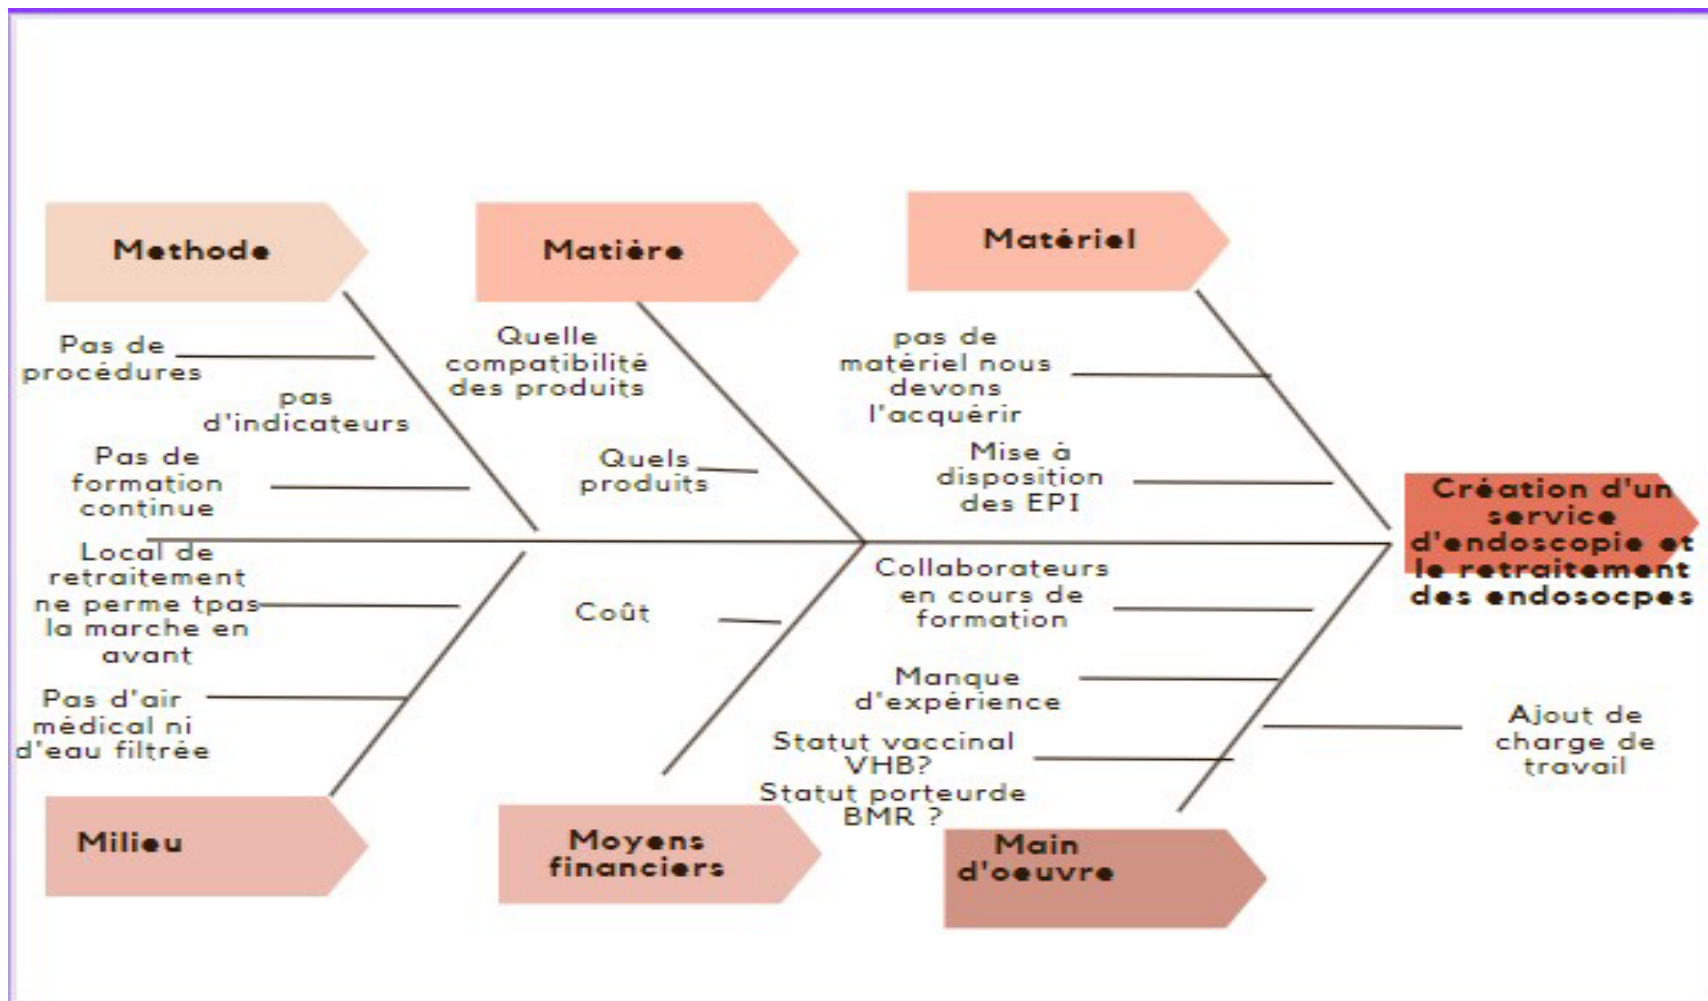 Methode
Matière
Matériel
Pas de
procédures
pas
d'indicateurs
Pas de
formation
continue
Quelle
compatibilité
des produits
Quels
produits
pas de
matériel nous
devons
l'acquérir
Mise à
disposition
des EPI
Création d'un
service
d'endoscopie et
le retraitement
des endosocpes
Local de
retraitement
ne perme tpas
la marche en
avant
Pas d'air
médical ni
d'eau filtrée
Coût
Collaborateurs
en cours de
formation
Manque
d'expérience
Statut vaccinal
VHB?
Statut porteurde
BMR ?
Ajout de
charge de
travail
Milieu
Moyens
financiers
Main
d'oeuvre